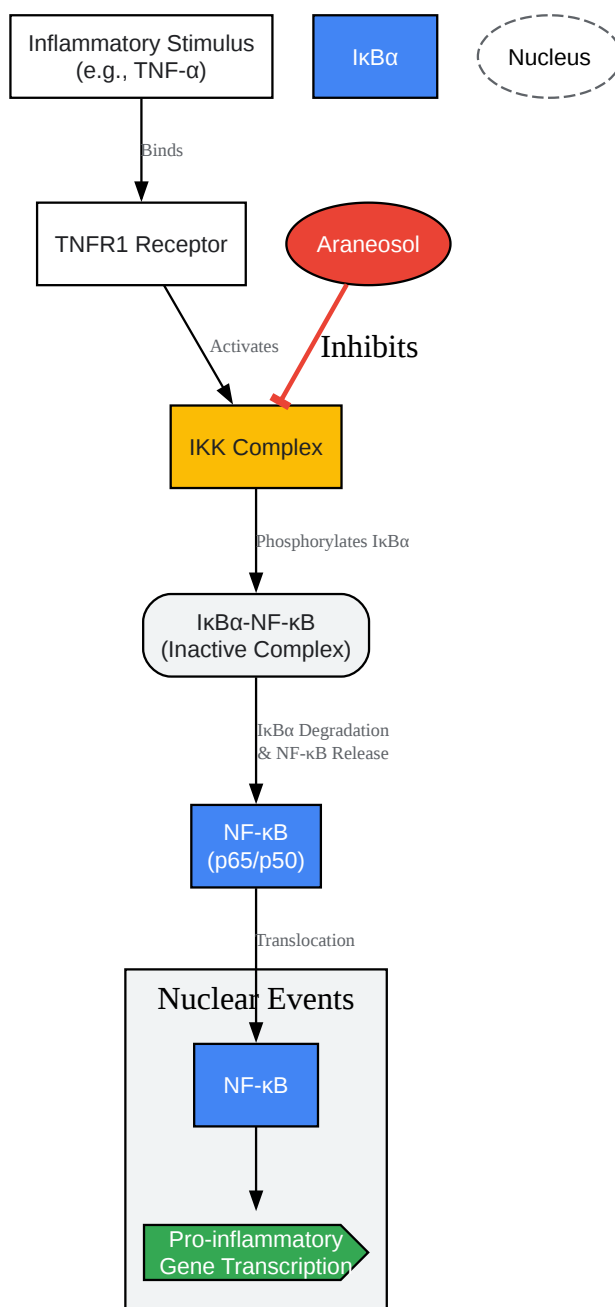 Inflammatory Stimulus
(e.g., TNF-α)
IκBα
Nucleus
Binds
TNFR1 Receptor
Araneosol
Activates
Inhibits
IKK Complex
Phosphorylates IκBα
IκBα-NF-κB
(Inactive Complex)
IκBα Degradation
& NF-κB Release
NF-κB
(p65/p50)
Translocation
Nuclear Events
NF-κB
Pro-inflammatory
Gene Transcription